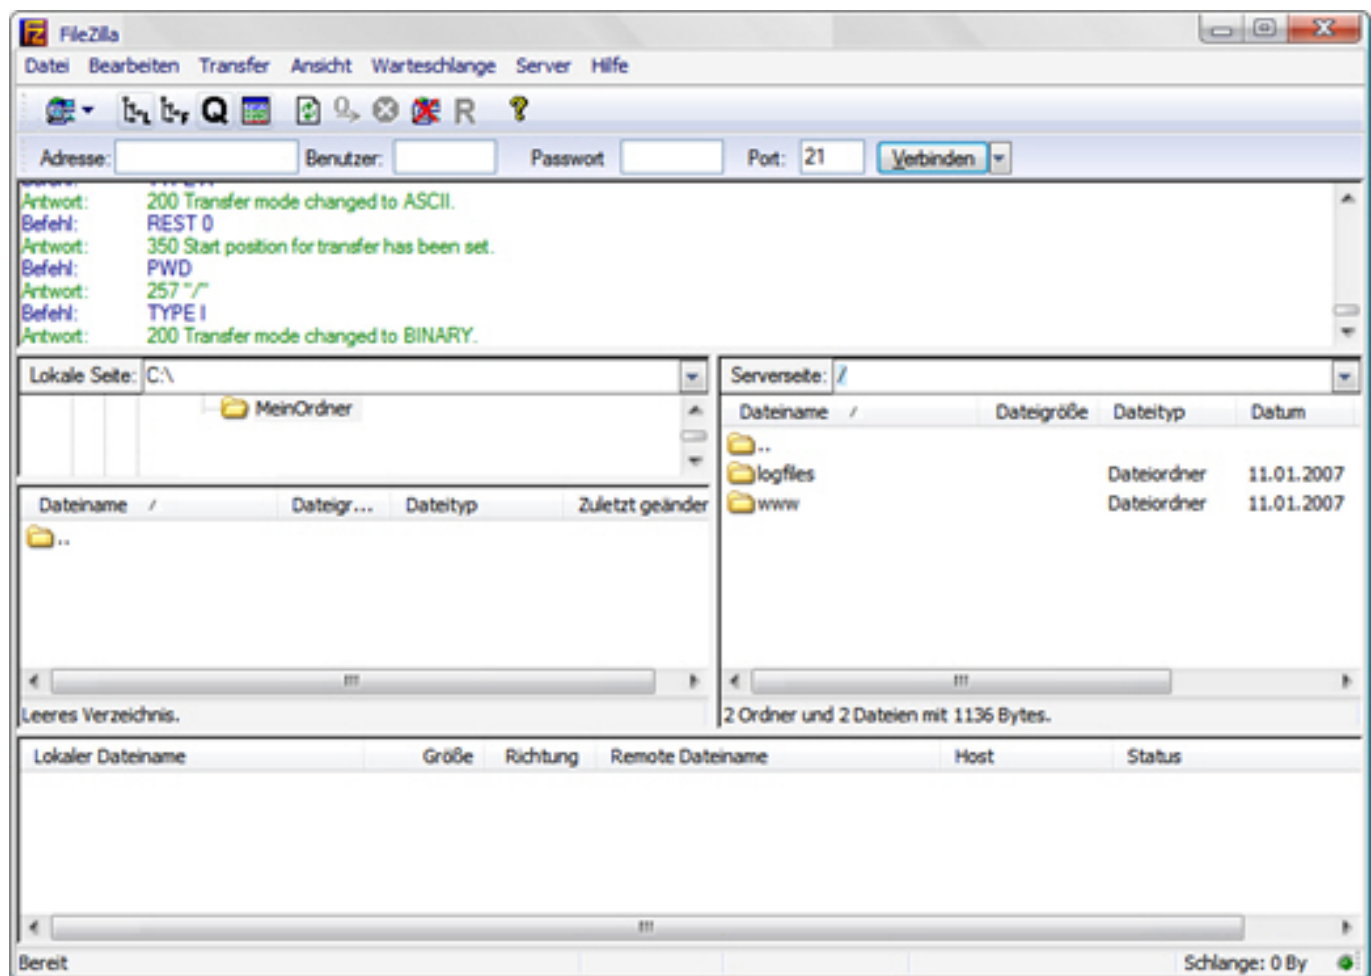 FileZilla
Datei Bearbeiten Transfer Ansicht Warteschlange Server Hilfe
Adresse: Benutzer: Passwort Port: 21 Verbinden
Antwort: 200 Transfer mode changed to ASCII.
Befehl: REST 0
Antwort: 350 Start position for transfer has been set.
Befehl: PWD
Antwort: 257 "/"
Befehl: TYPE I
Antwort: 200 Transfer mode changed to BINARY.
Lokale Seite: C:\
MeinOrdner
Dateiname / Dateigr... Dateityp Zuletzt geänder
..
Leeres Verzeichnis.
Serverseite: /
Dateiname / Dateigröße Dateityp Datum
..
logfiles Dateiordner 11.01.2007
www Dateiordner 11.01.2007
2 Ordner und 2 Dateien mit 1136 Bytes.
Lokaler Dateiname Größe Richtung Remote Dateiname Host Status
Bereit Schlange: 0 By